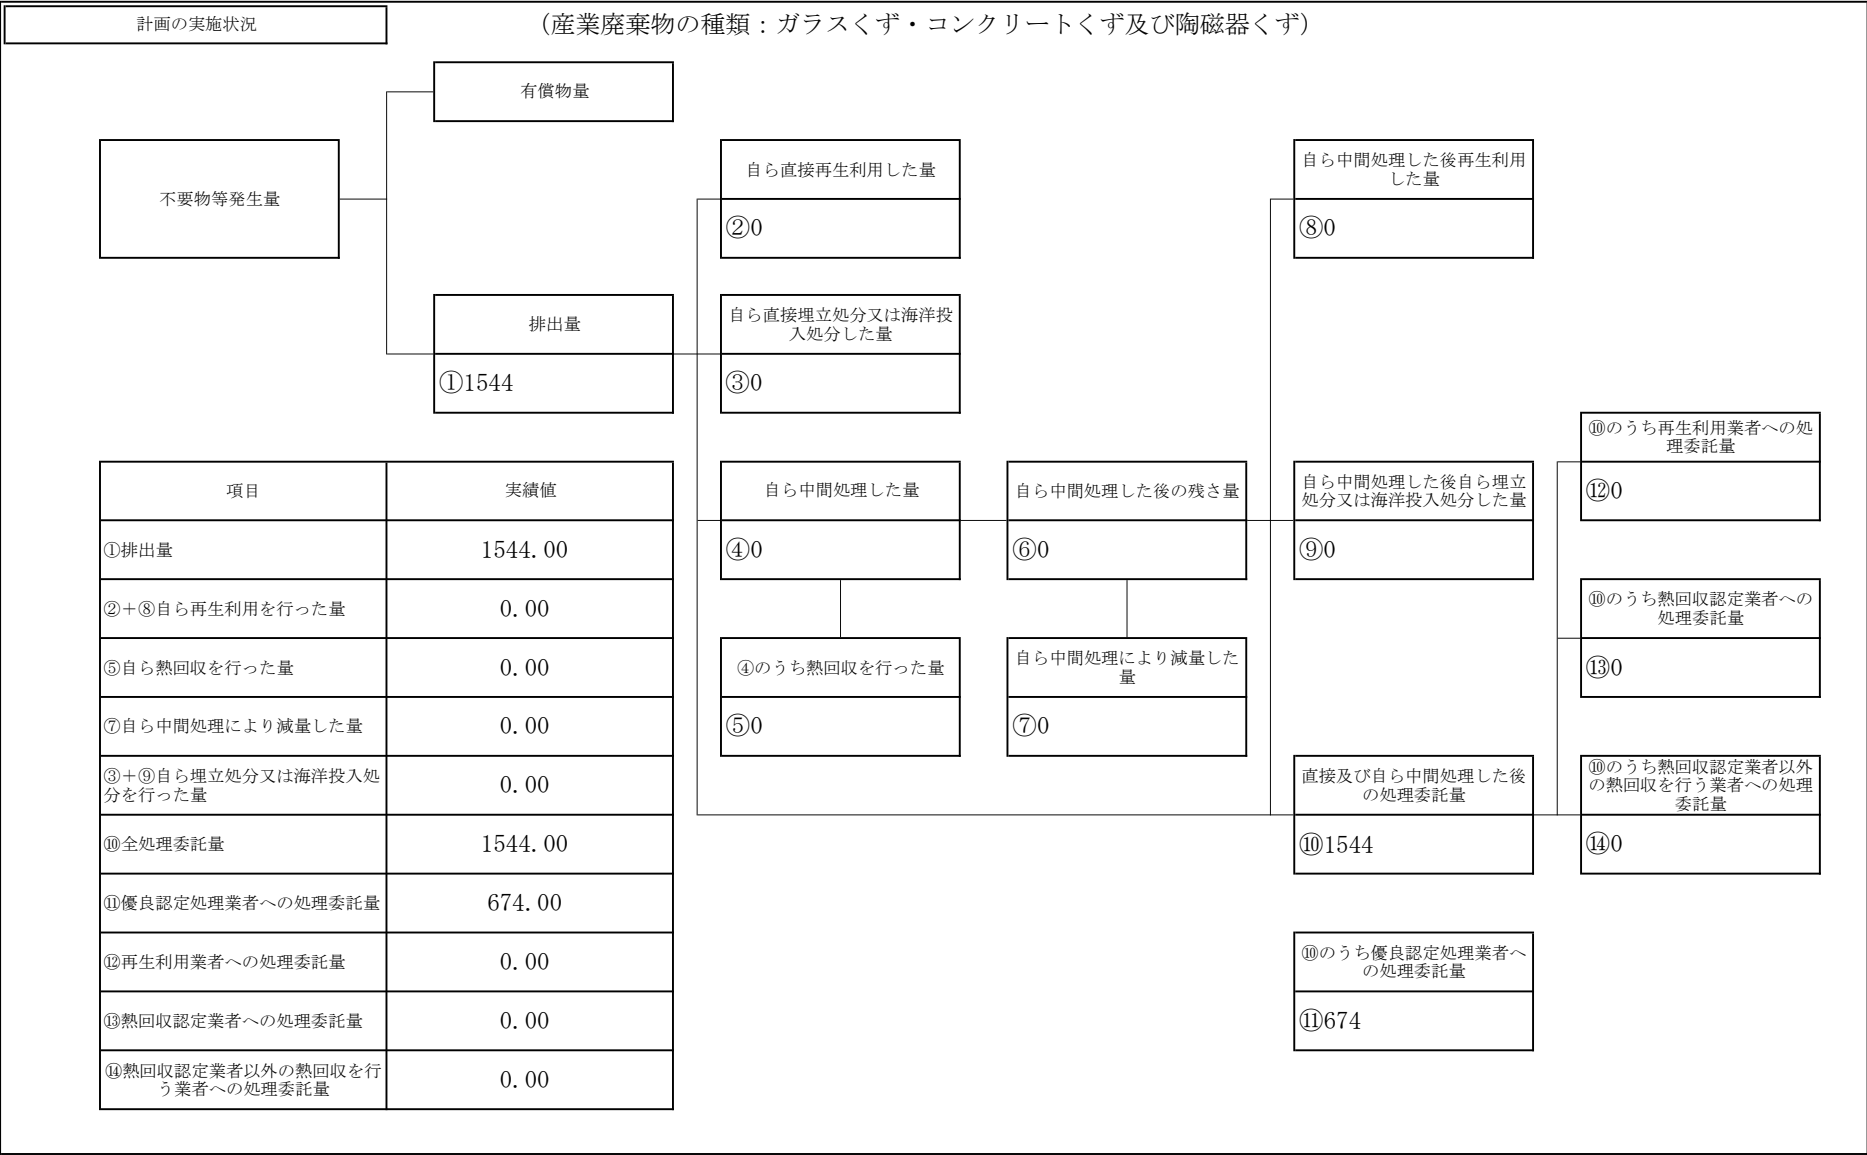 計画の実施状況
（産業廃棄物の種類：ガラスくず・コンクリートくず及び陶磁器くず）
有償物量
不要物等発生量
自ら直接再生利用した量
②0
自ら中間処理した後再生利用
した量
⑧0
排出量
①1544
自ら直接埋立処分又は海洋投
入処分した量
③0
⑩のうち再生利用業者への処
理委託量
⑫0
自ら中間処理した量
④0
自ら中間処理した後の残さ量
⑥0
自ら中間処理した後自ら埋立
処分又は海洋投入処分した量
⑨0
⑩のうち熱回収認定業者への
処理委託量
⑬0
④のうち熱回収を行った量
⑤0
自ら中間処理により減量した
量
⑦0
直接及び自ら中間処理した後
の処理委託量
⑩1544
⑩のうち熱回収認定業者以外
の熱回収を行う業者への処理
委託量
⑭0
⑩のうち優良認定処理業者へ
の処理委託量
⑪674
項目 実績値
①排出量 1544.00
②＋⑧自ら再生利用を行った量 0.00
⑤自ら熱回収を行った量 0.00
⑦自ら中間処理により減量した量 0.00
③＋⑨自ら埋立処分又は海洋投入処
分を行った量 0.00
⑩全処理委託量 1544.00
⑪優良認定処理業者への処理委託量 674.00
⑫再生利用業者への処理委託量 0.00
⑬熱回収認定業者への処理委託量 0.00
⑭熱回収認定業者以外の熱回収を行
う業者への処理委託量 0.00